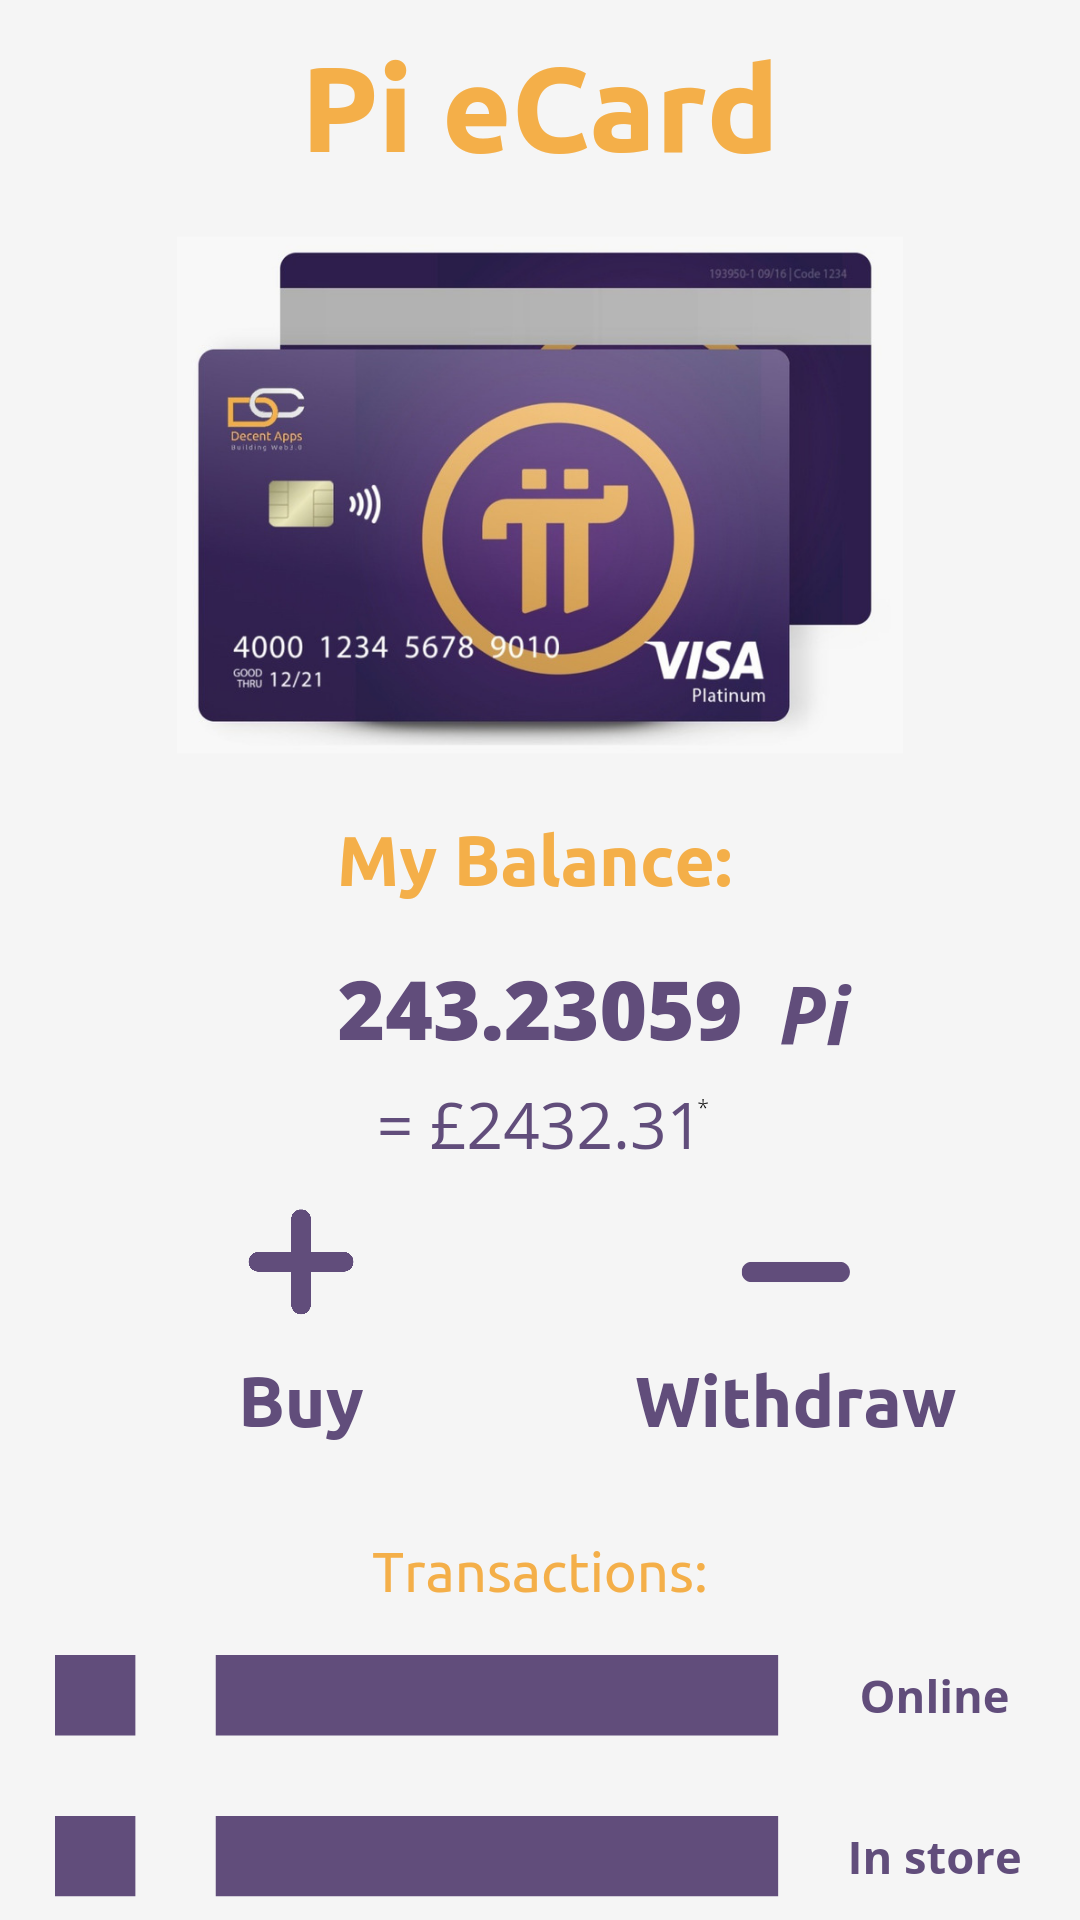 Pi eCard
193950-1 09/16 | Code 1234
Decent Apps
Building Web3.0
4000 1234 5678 9010
GOOD THRU 12/21
VISA
Platinum
My Balance:
243.23059 Pi
= £2432.31*
Buy
Withdraw
Transactions:
Online
In store